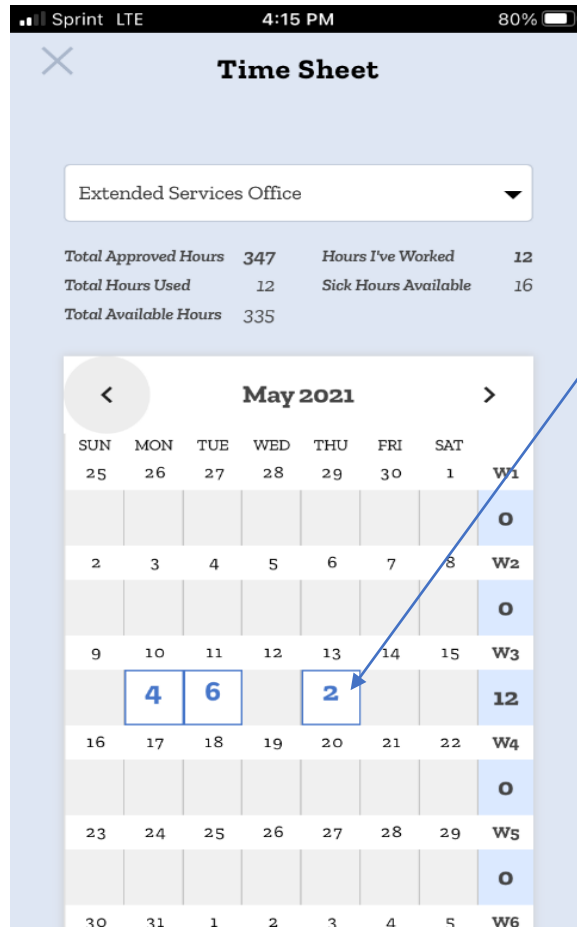 Sprint LTE 4:15 PM 80%
Time Sheet
Extended Services Office
Total Approved Hours 347 Hours I've Worked 12
Total Hours Used 12 Sick Hours Available 16
Total Available Hours 335
< May 2021 >
SUN MON TUE WED THU FRI SAT
25 26 27 28 29 30 1 W1
0
2 3 4 5 6 7 8 W2
0
9 10 11 12 13 14 15 W3
4 6 2 12
16 17 18 19 20 21 22 W4
0
23 24 25 26 27 28 29 W5
0
30 31 1 2 3 4 5 W6